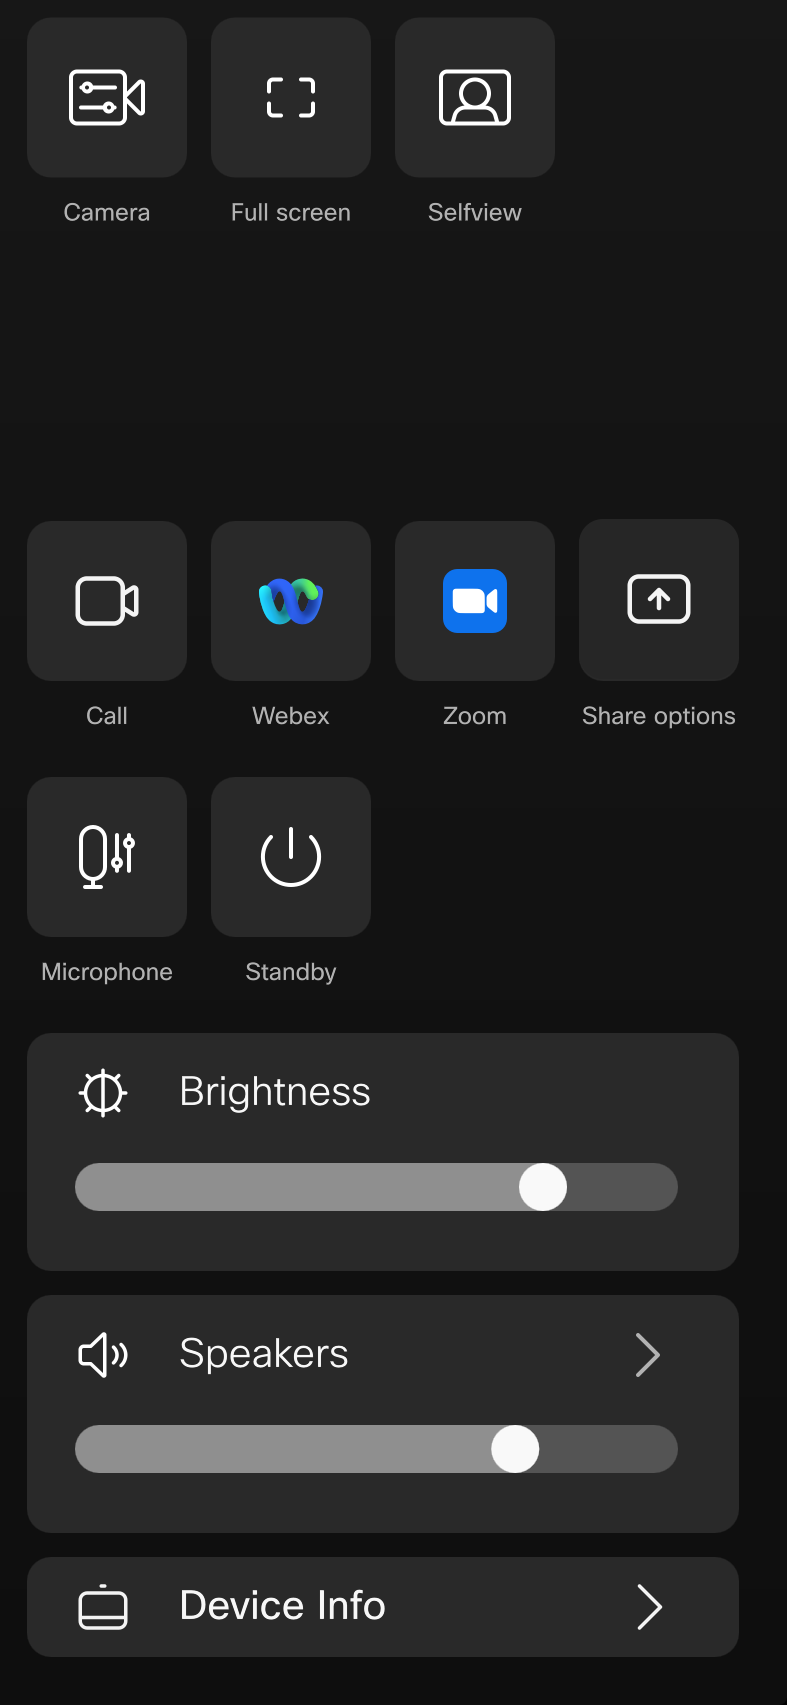 Camera
Full screen
Selfview
Call
Webex
Zoom
Share options
Microphone
Standby
Brightness
Speakers
Device Info